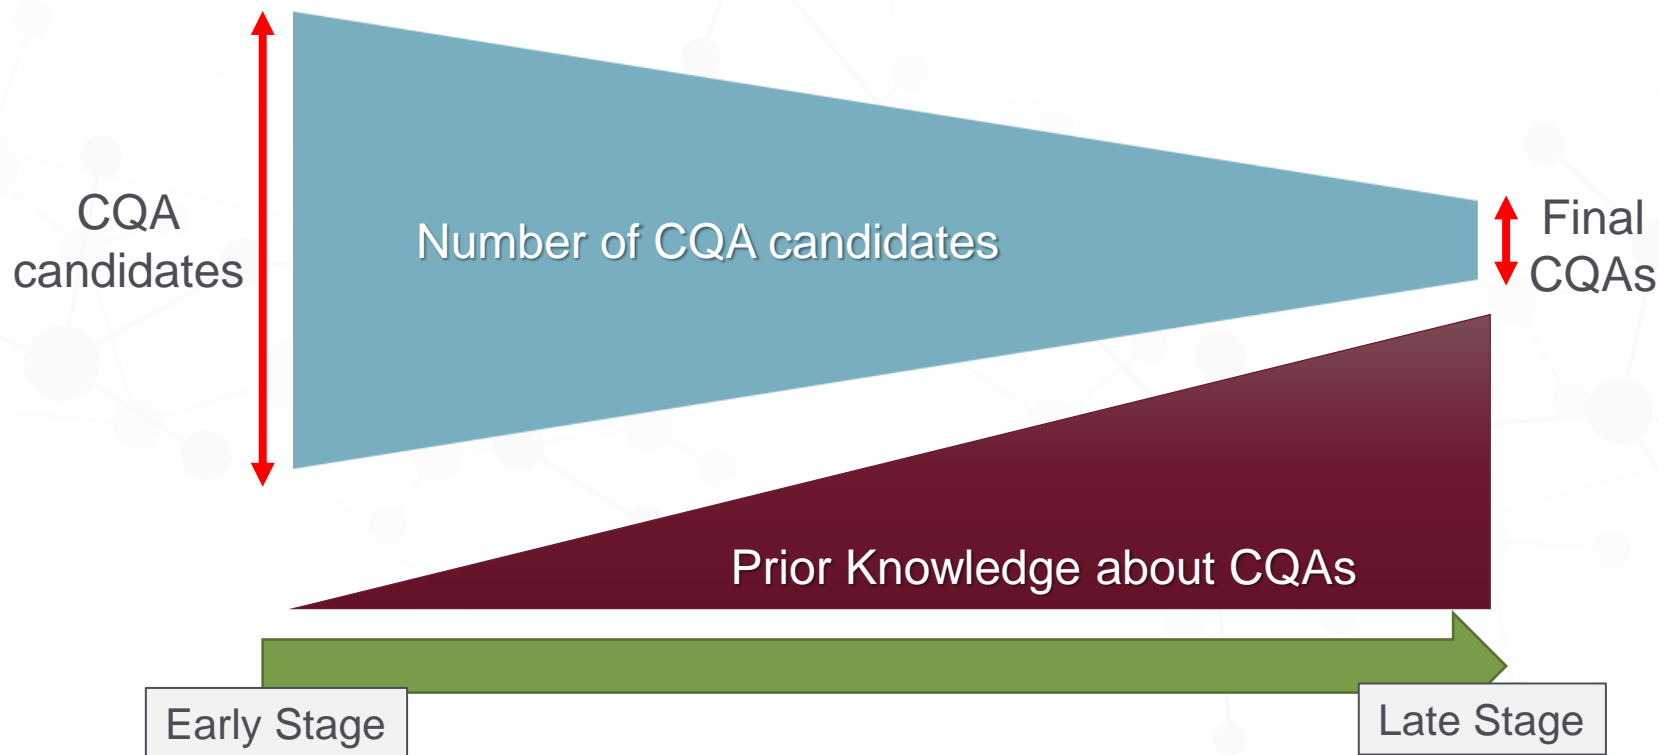 CQA
candidates
Number of CQA candidates
Final
CQAs
Prior Knowledge about CQAs
Early Stage
Late Stage